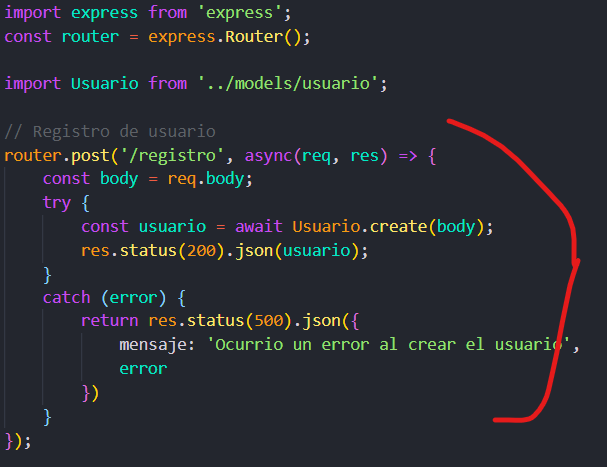 import express from 'express';
const router = express.Router();
import Usuario from '../models/usuario';
// Registro de usuario
router.post('/registro', async(req, res) => {
    const body = req.body;
    try {
        const usuario = await Usuario.create(body);
        res.status(200).json(usuario);
    }
    catch (error) {
        return res.status(500).json({
            mensaje: 'Ocurrio un error al crear el usuario',
            error
        })
    }
});